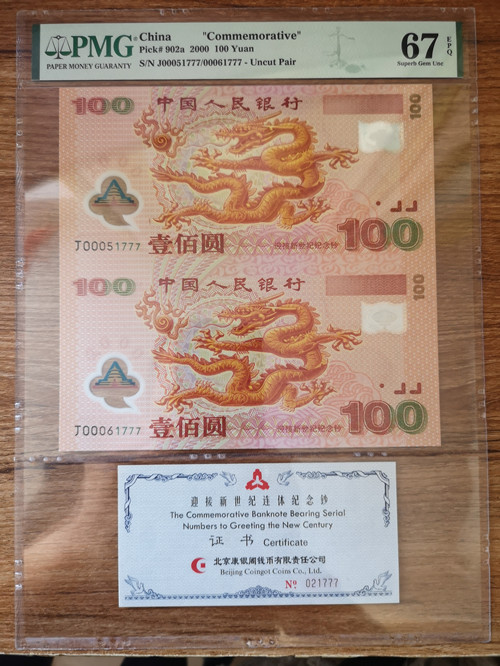 PMG
PAPER MONEY GUARANTY
China "Commemorative"
Pick# 902a 2000 100 Yuan
S/N J00051777/00061777 - Uncut Pair
67 EPQ
Superb Gem Unc
100 中国人民银行 100
J00051777 壹佰圆 迎接新世纪纪念钞 100
100 中国人民银行 100
J00061777 壹佰圆 迎接新世纪纪念钞 100
迎接新世纪连体纪念钞
The Commemorative Banknote Bearing Serial
Numbers to Greeting the New Century
证书 Certificate
北京康银阁钱币有限责任公司
Beijing Coingot Coins Co., Ltd.
Nº 021777